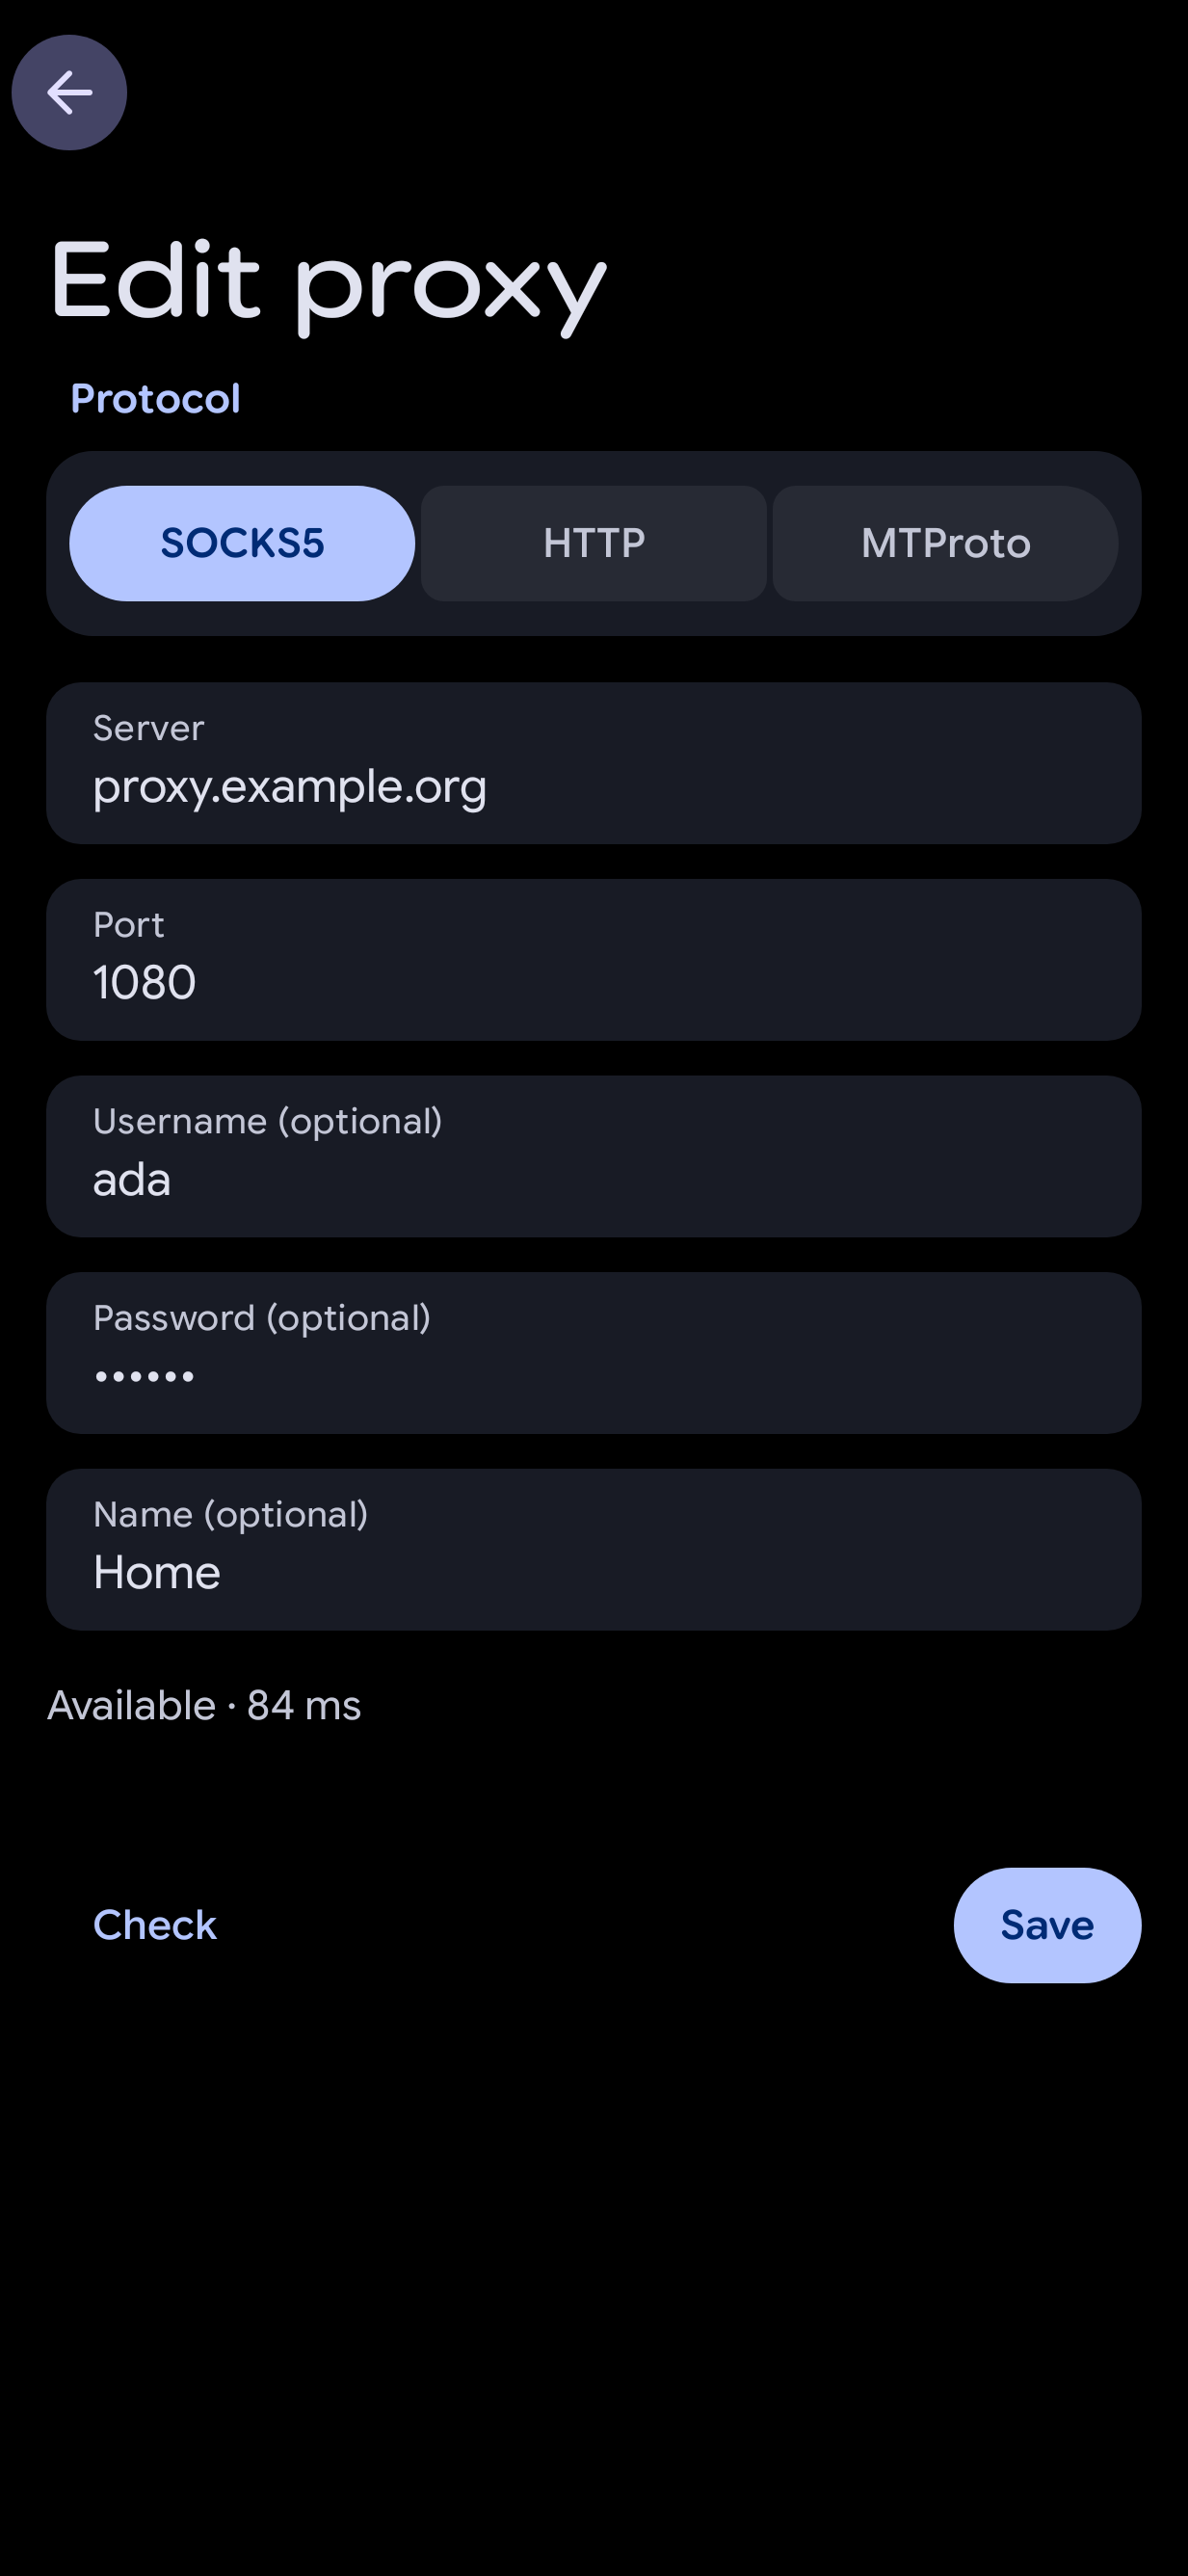 Edit proxy
Protocol
SOCKS5
HTTP
MTProto
Server
proxy.example.org
Port
1080
Username (optional)
ada
Password (optional)
••••••
Name (optional)
Home
Available · 84 ms
Check
Save